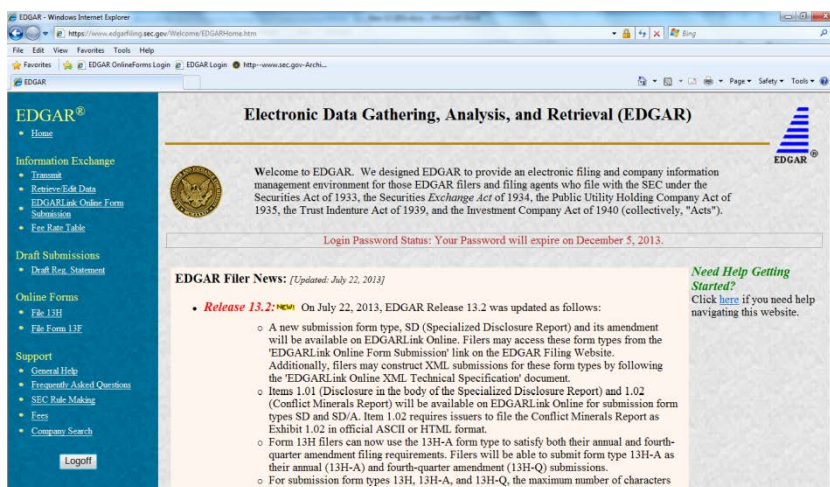 EDGAR - Windows Internet Explorer
https://www.edgarfiling.sec.gov/Welcome/EDGARHome.htm
Bing
File Edit View Favorites Tools Help
Favorites EDGAR OnlineForms Login EDGAR Login http--www.sec.gov-Archi...
EDGAR
Page Safety Tools
EDGAR®
Home
Information Exchange
Transmit
Retrieve/Edit Data
EDGARLink Online Form
Submission
Fee Rate Table
Draft Submissions
Draft Reg. Statement
Online Forms
File 13H
File Form 13F
Support
General Help
Frequently Asked Questions
SEC Rule Making
Fees
Company Search
Logoff
Electronic Data Gathering, Analysis, and Retrieval (EDGAR)
EDGAR ®
Welcome to EDGAR. We designed EDGAR to provide an electronic filing and company information
management environment for those EDGAR filers and filing agents who file with the SEC under the
Securities Act of 1933, the Securities Exchange Act of 1934, the Public Utility Holding Company Act of
1935, the Trust Indenture Act of 1939, and the Investment Company Act of 1940 (collectively, "Acts").
Login Password Status: Your Password will expire on December 5, 2013.
EDGAR Filer News: [Updated: July 22, 2013]
• Release 13.2: NEW! On July 22, 2013, EDGAR Release 13.2 was updated as follows:
○ A new submission form type, SD (Specialized Disclosure Report) and its amendment
will be available on EDGARLink Online. Filers may access these form types from the
'EDGARLink Online Form Submission' link on the EDGAR Filing Website.
Additionally, filers may construct XML submissions for these form types by following
the 'EDGARLink Online XML Technical Specification' document.
○ Items 1.01 (Disclosure in the body of the Specialized Disclosure Report) and 1.02
(Conflict Minerals Report) will be available on EDGARLink Online for submission form
types SD and SD/A. Item 1.02 requires issuers to file the Conflict Minerals Report as
Exhibit 1.02 in official ASCII or HTML format.
○ Form 13H filers can now use the 13H-A form type to satisfy both their annual and fourth-
quarter amendment filing requirements. Filers will be able to submit form type 13H-A as
their annual (13H-A) and fourth-quarter amendment (13H-Q) submissions.
○ For submission form types 13H, 13H-A, and 13H-Q, the maximum number of characters
Need Help Getting
Started?
Click here if you need help
navigating this website.